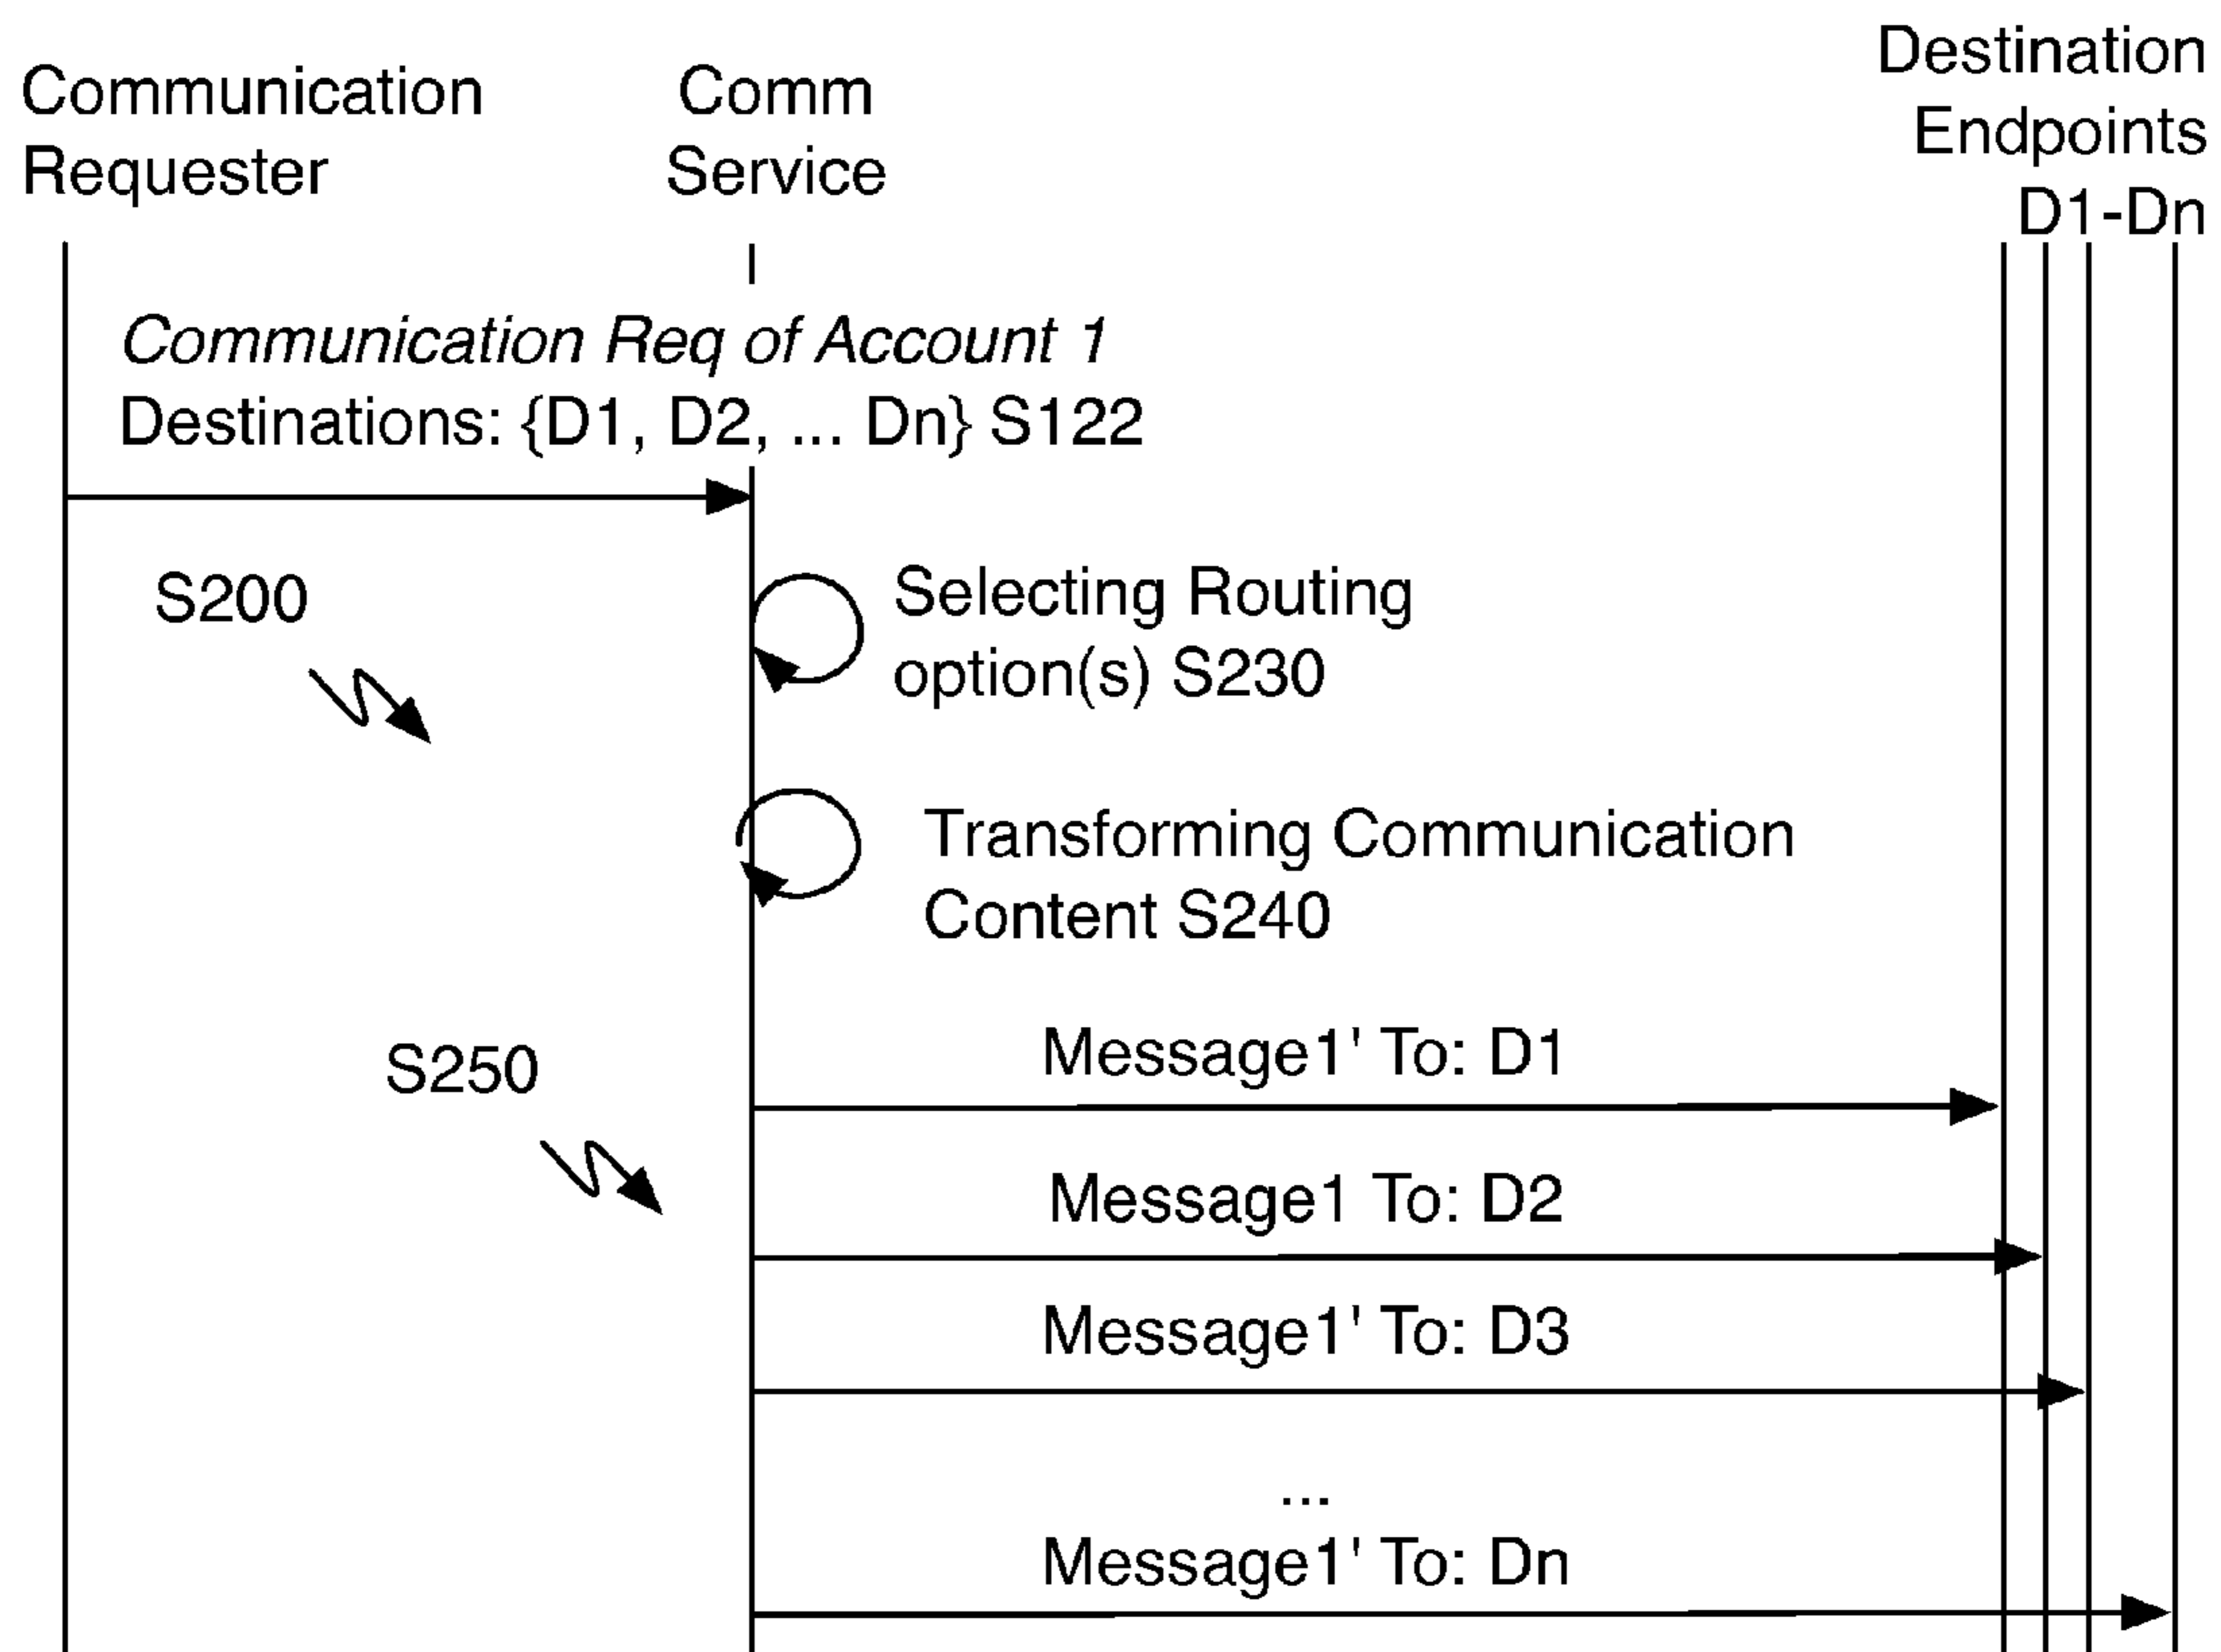 Communication
Requester
Comm
Service
Destination
Endpoints
D1-Dn
Communication Req of Account 1
Destinations: {D1, D2, ... Dn} S122
S200
Selecting Routing
option(s) S230
Transforming Communication
Content S240
S250
Message1' To: D1
Message1 To: D2
Message1' To: D3
...
Message1' To: Dn